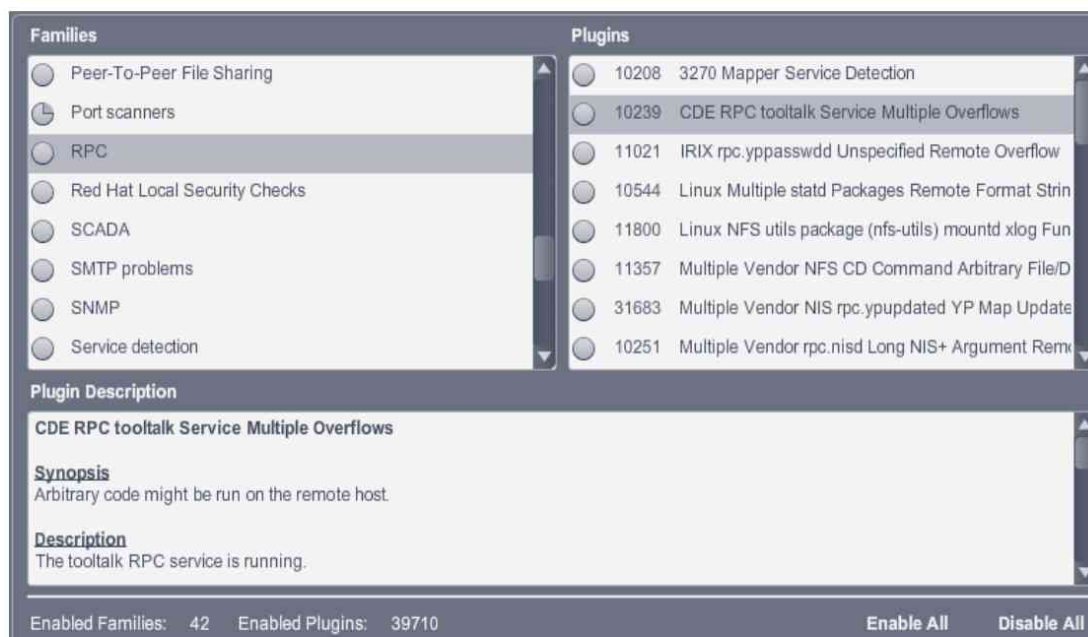 Families
Peer-To-Peer File Sharing
Port scanners
RPC
Red Hat Local Security Checks
SCADA
SMTP problems
SNMP
Service detection
Plugins
10208 3270 Mapper Service Detection
10239 CDE RPC tooltalk Service Multiple Overflows
11021 IRIX rpc.yppasswdd Unspecified Remote Overflow
10544 Linux Multiple statd Packages Remote Format Strin
11800 Linux NFS utils package (nfs-utils) mountd xlog Fun
11357 Multiple Vendor NFS CD Command Arbitrary File/D
31683 Multiple Vendor NIS rpc.ypupdated YP Map Update
10251 Multiple Vendor rpc.nisd Long NIS+ Argument Rem
Plugin Description
CDE RPC tooltalk Service Multiple Overflows
Synopsis
Arbitrary code might be run on the remote host.
Description
The tooltalk RPC service is running.
Enabled Families: 42 Enabled Plugins: 39710
Enable All Disable All